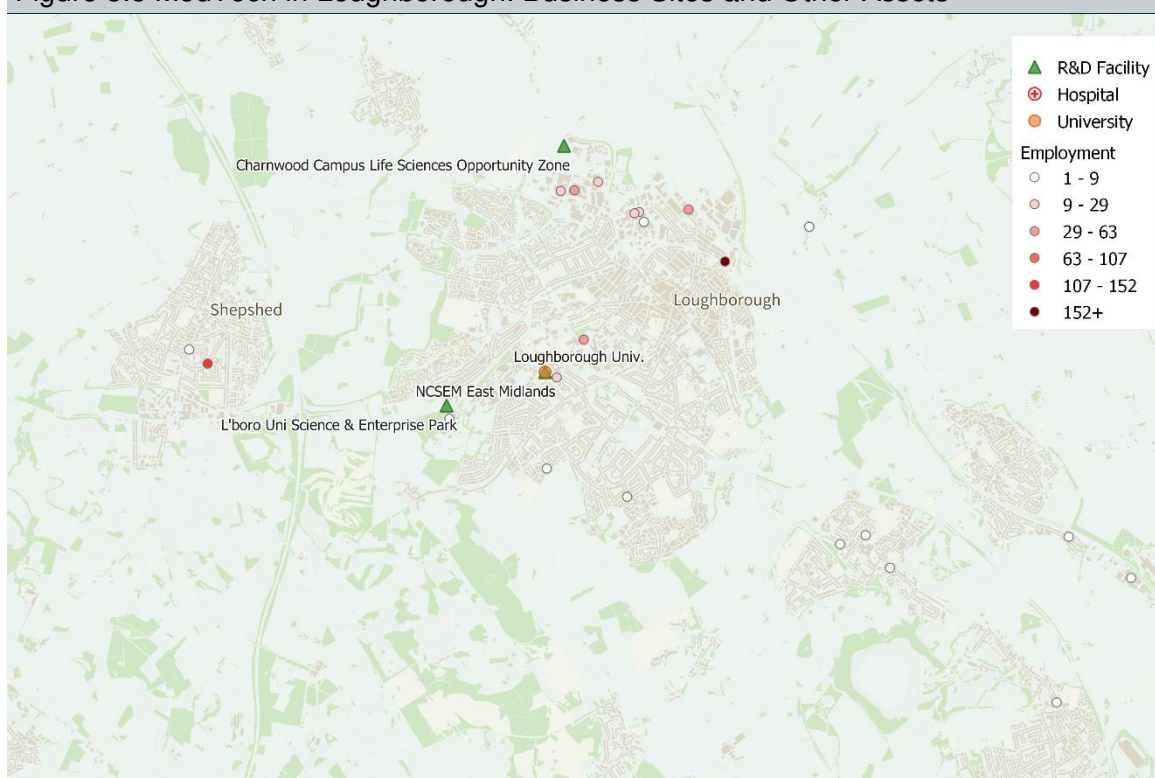 Figure MedTech in Loughborough: Business Sites and Other Assets
R&D Facility
Hospital
University
Employment
1 - 9
9 - 29
29 - 63
63 - 107
107 - 152
152+
Charnwood Campus Life Sciences Opportunity Zone
Shepshed
Loughborough
Loughborough Univ.
NCSEM East Midlands
L'boro Uni Science & Enterprise Park